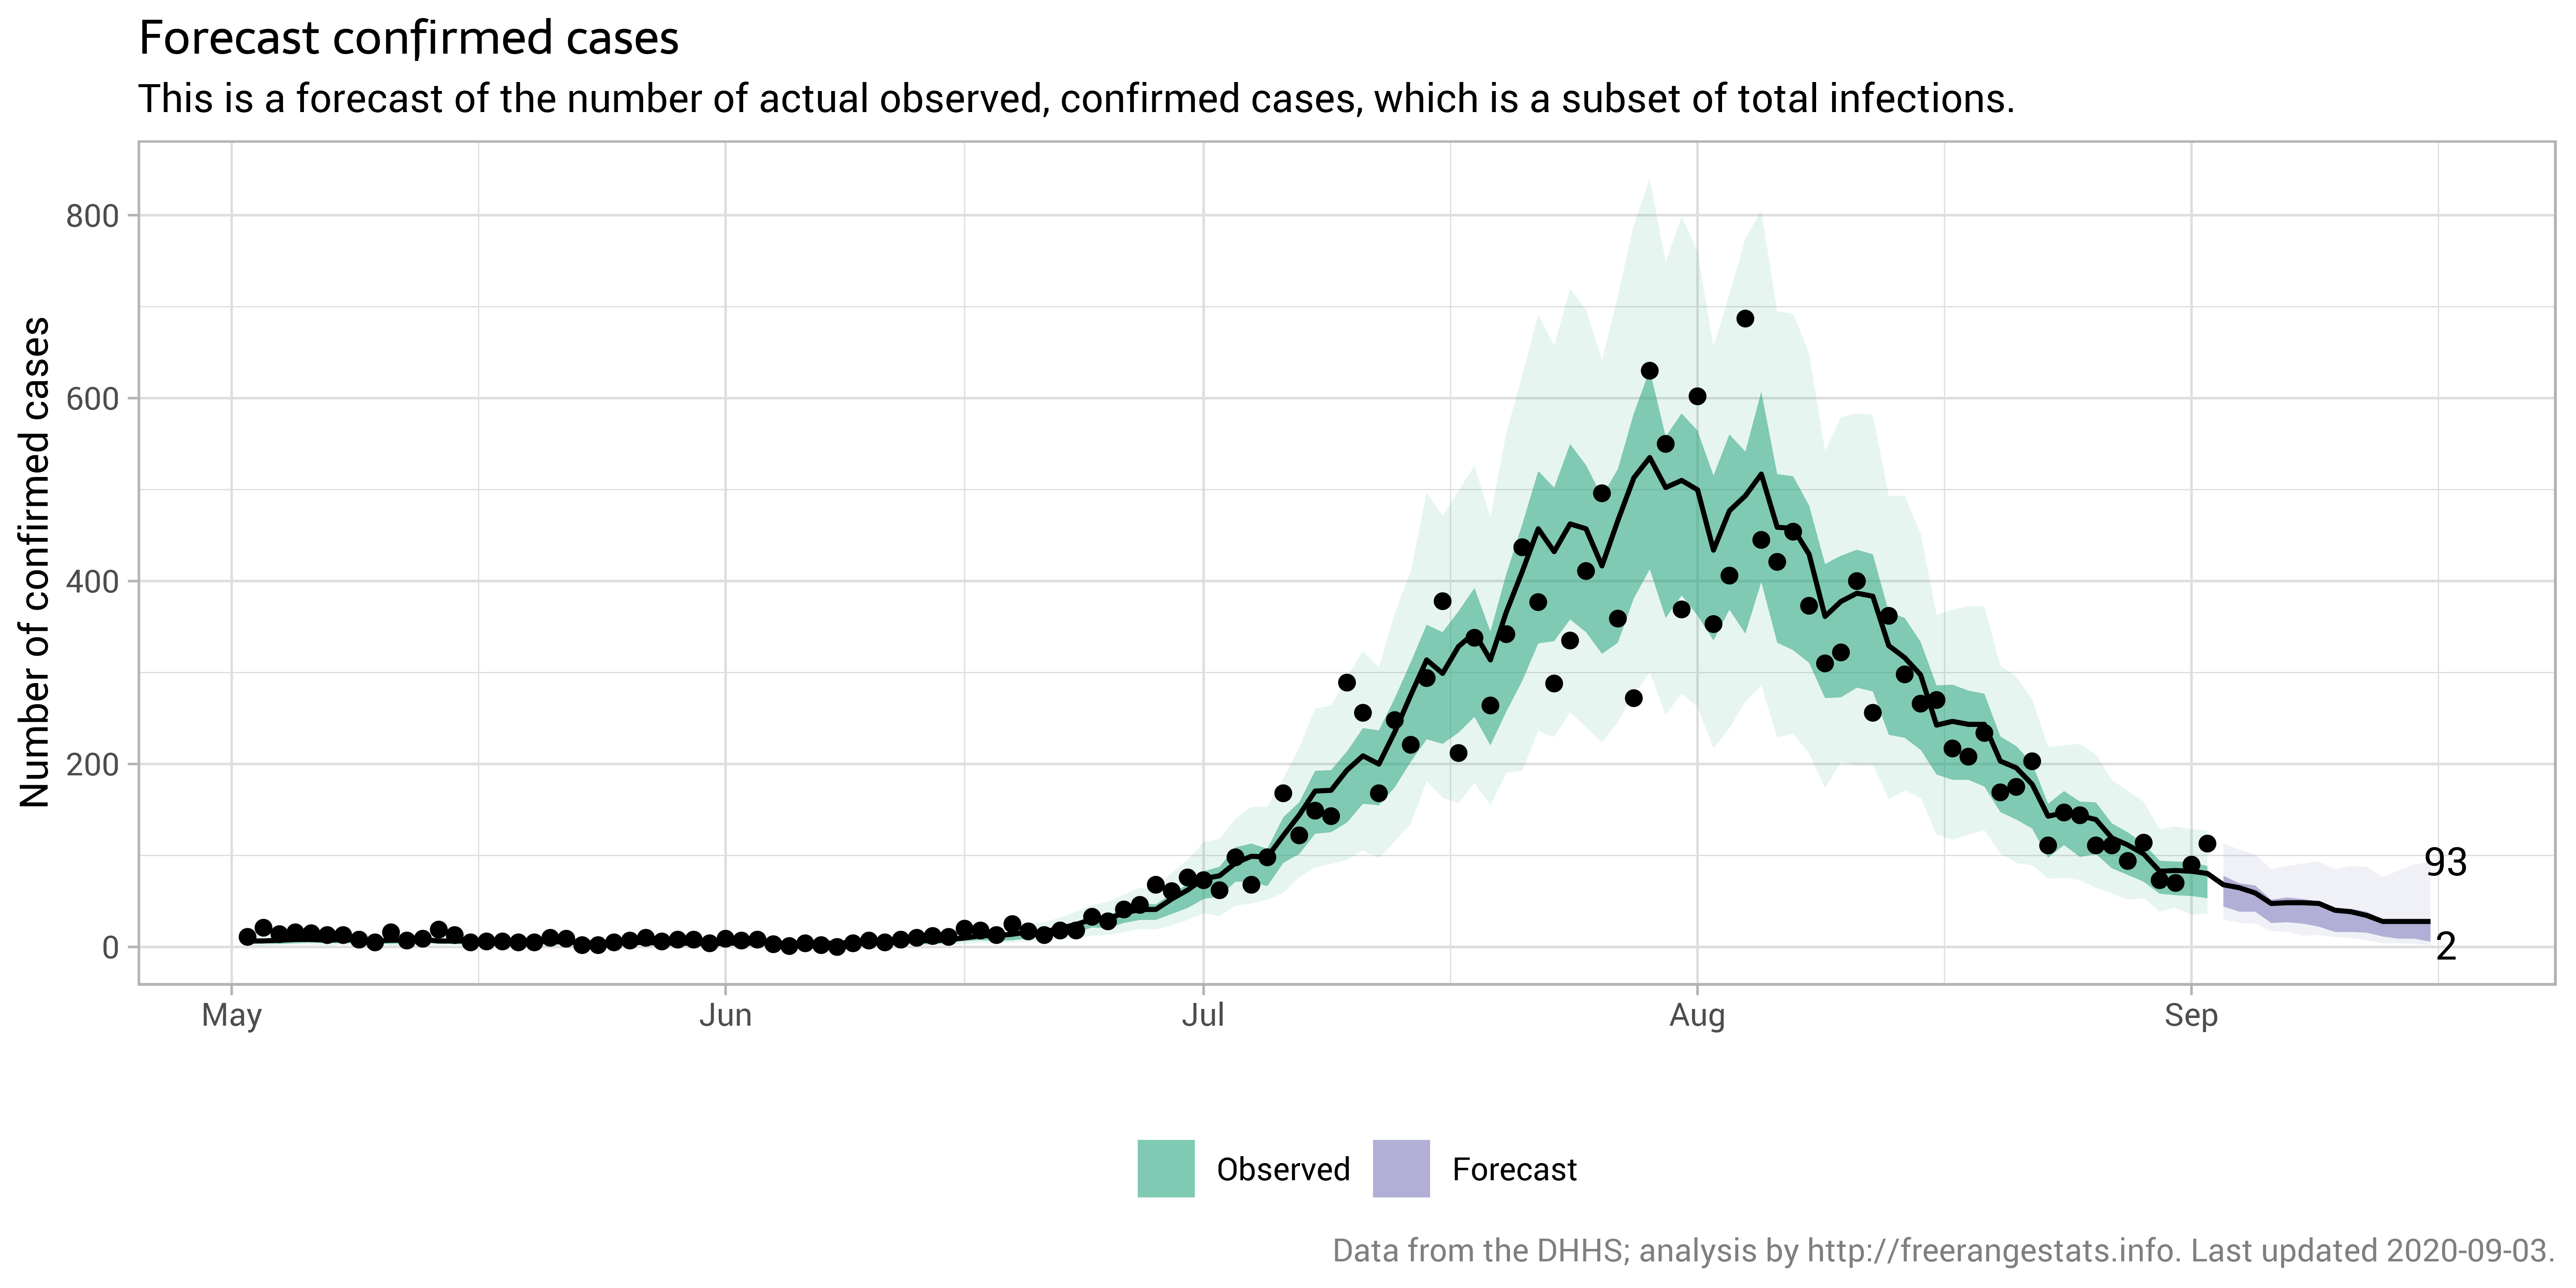 Forecast confirmed cases
This is a forecast of the number of actual observed, confirmed cases, which is a subset of total infections.
Number of confirmed cases
800
600
400
200
0
93
2
May Jun Jul Aug Sep
Observed Forecast
Data from the DHHS; analysis by http://freerangestats.info. Last updated 2020-09-03.